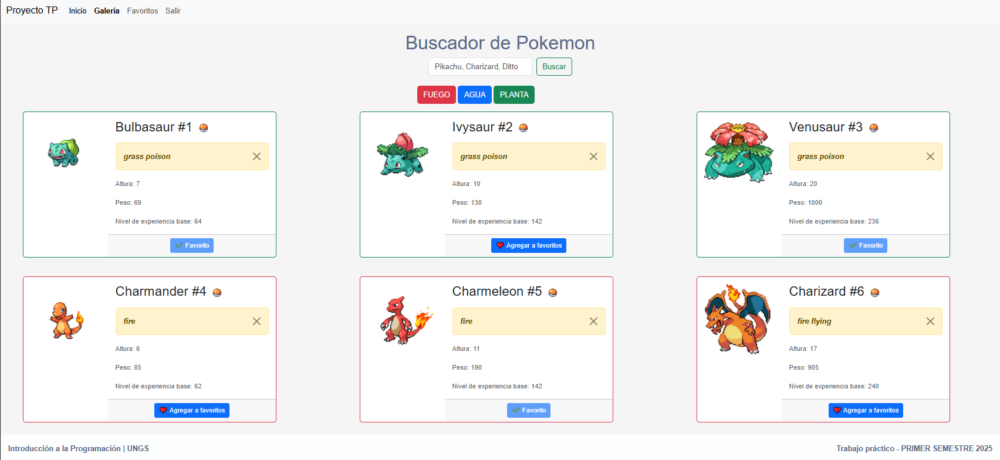 Proyecto TP Inicio Galería Favoritos Salir
Buscador de Pokemon
Pikachu, Charizard, Ditto Buscar
FUEGO AGUA PLANTA
Bulbasaur #1
grass poison
Altura: 7
Peso: 69
Nivel de experiencia base: 64
Favorito
Ivysaur #2
grass poison
Altura: 10
Peso: 130
Nivel de experiencia base: 142
Agregar a favoritos
Venusaur #3
grass poison
Altura: 20
Peso: 1000
Nivel de experiencia base: 236
Favorito
Charmander #4
fire
Altura: 6
Peso: 85
Nivel de experiencia base: 62
Agregar a favoritos
Charmeleon #5
fire
Altura: 11
Peso: 190
Nivel de experiencia base: 142
Favorito
Charizard #6
fire flying
Altura: 17
Peso: 905
Nivel de experiencia base: 240
Agregar a favoritos
Introducción a la Programación | UNGS
Trabajo práctico - PRIMER SEMESTRE 2025